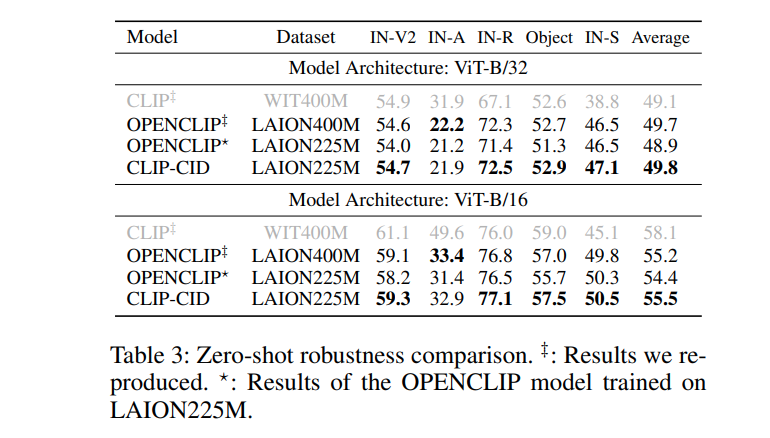 Model Dataset IN-V2 IN-A IN-R Object IN-S Average
Model Architecture: ViT-B/32
CLIP‡ WIT400M 54.9 31.9 67.1 52.6 38.8 49.1
OPENCLIP‡ LAION400M 54.6 22.2 72.3 52.7 46.5 49.7
OPENCLIP⋆ LAION225M 54.0 21.2 71.4 51.3 46.5 48.9
CLIP-CID LAION225M 54.7 21.9 72.5 52.9 47.1 49.8
Model Architecture: ViT-B/16
CLIP‡ WIT400M 61.1 49.6 76.0 59.0 45.1 58.1
OPENCLIP‡ LAION400M 59.1 33.4 76.8 57.0 49.8 55.2
OPENCLIP⋆ LAION225M 58.2 31.4 76.5 55.7 50.3 54.4
CLIP-CID LAION225M 59.3 32.9 77.1 57.5 50.5 55.5
Table 3: Zero-shot robustness comparison. ‡: Results we re-
produced. ⋆: Results of the OPENCLIP model trained on
LAION225M.